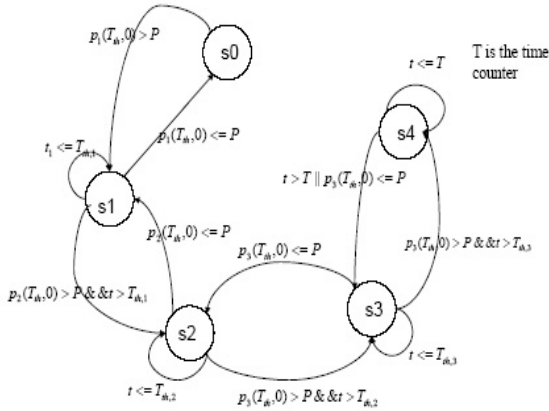 p₁(Tₜₕ,0) > P
s0
T is the time
counter
t <= T
s4
p₁(Tₜₕ,0) <= P
t₁ <= Tₜₕ,₁
t > T || p₃(Tₜₕ,0) <= P
s1
p₂(Tₜₕ,0) <= P
p₃(Tₜₕ,0) <= P
p₃(Tₜₕ,0) > P & &t > Tₜₕ,₃
p₂(Tₜₕ,0) > P & &t > Tₜₕ,₁
s3
s2
t <= Tₜₕ,₃
t <= Tₜₕ,₂
p₃(Tₜₕ,0) > P & &t > Tₜₕ,₂